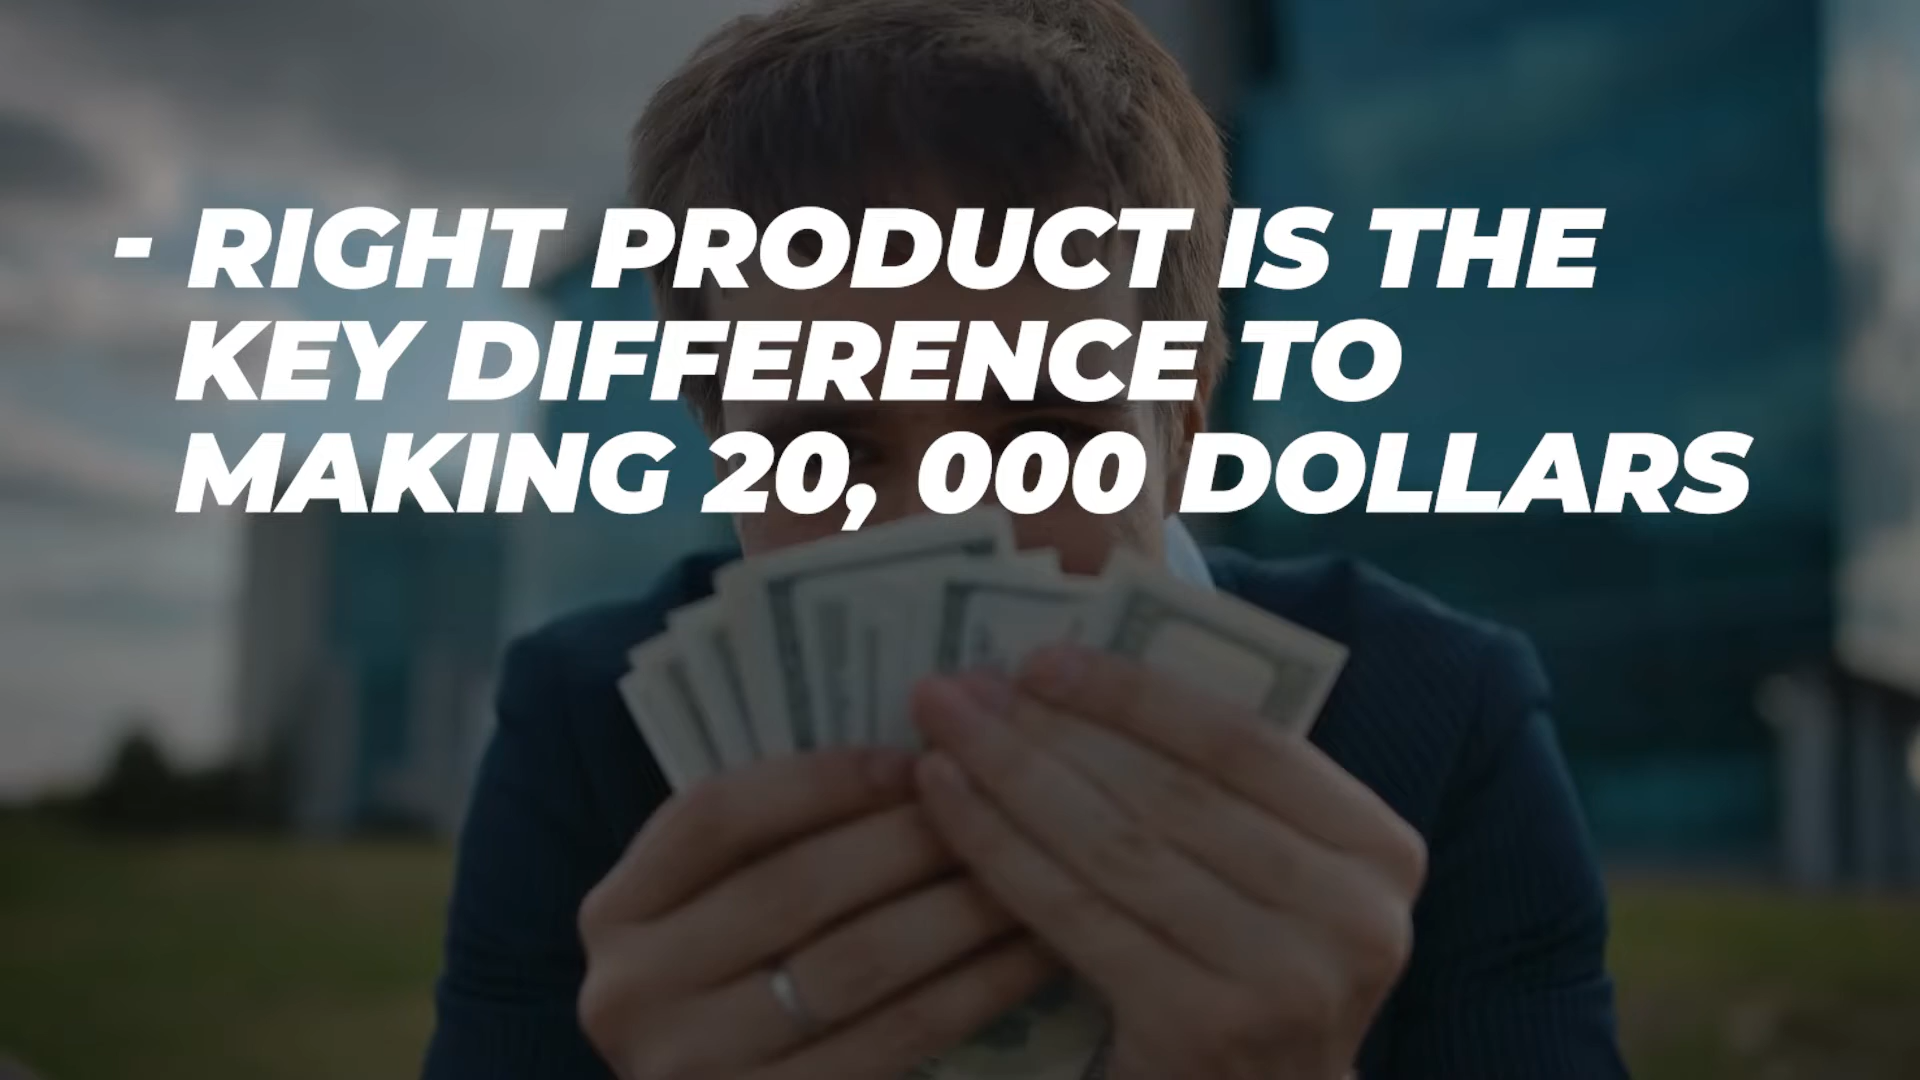 - RIGHT PRODUCT IS THE
KEY DIFFERENCE TO
MAKING 20, 000 DOLLARS